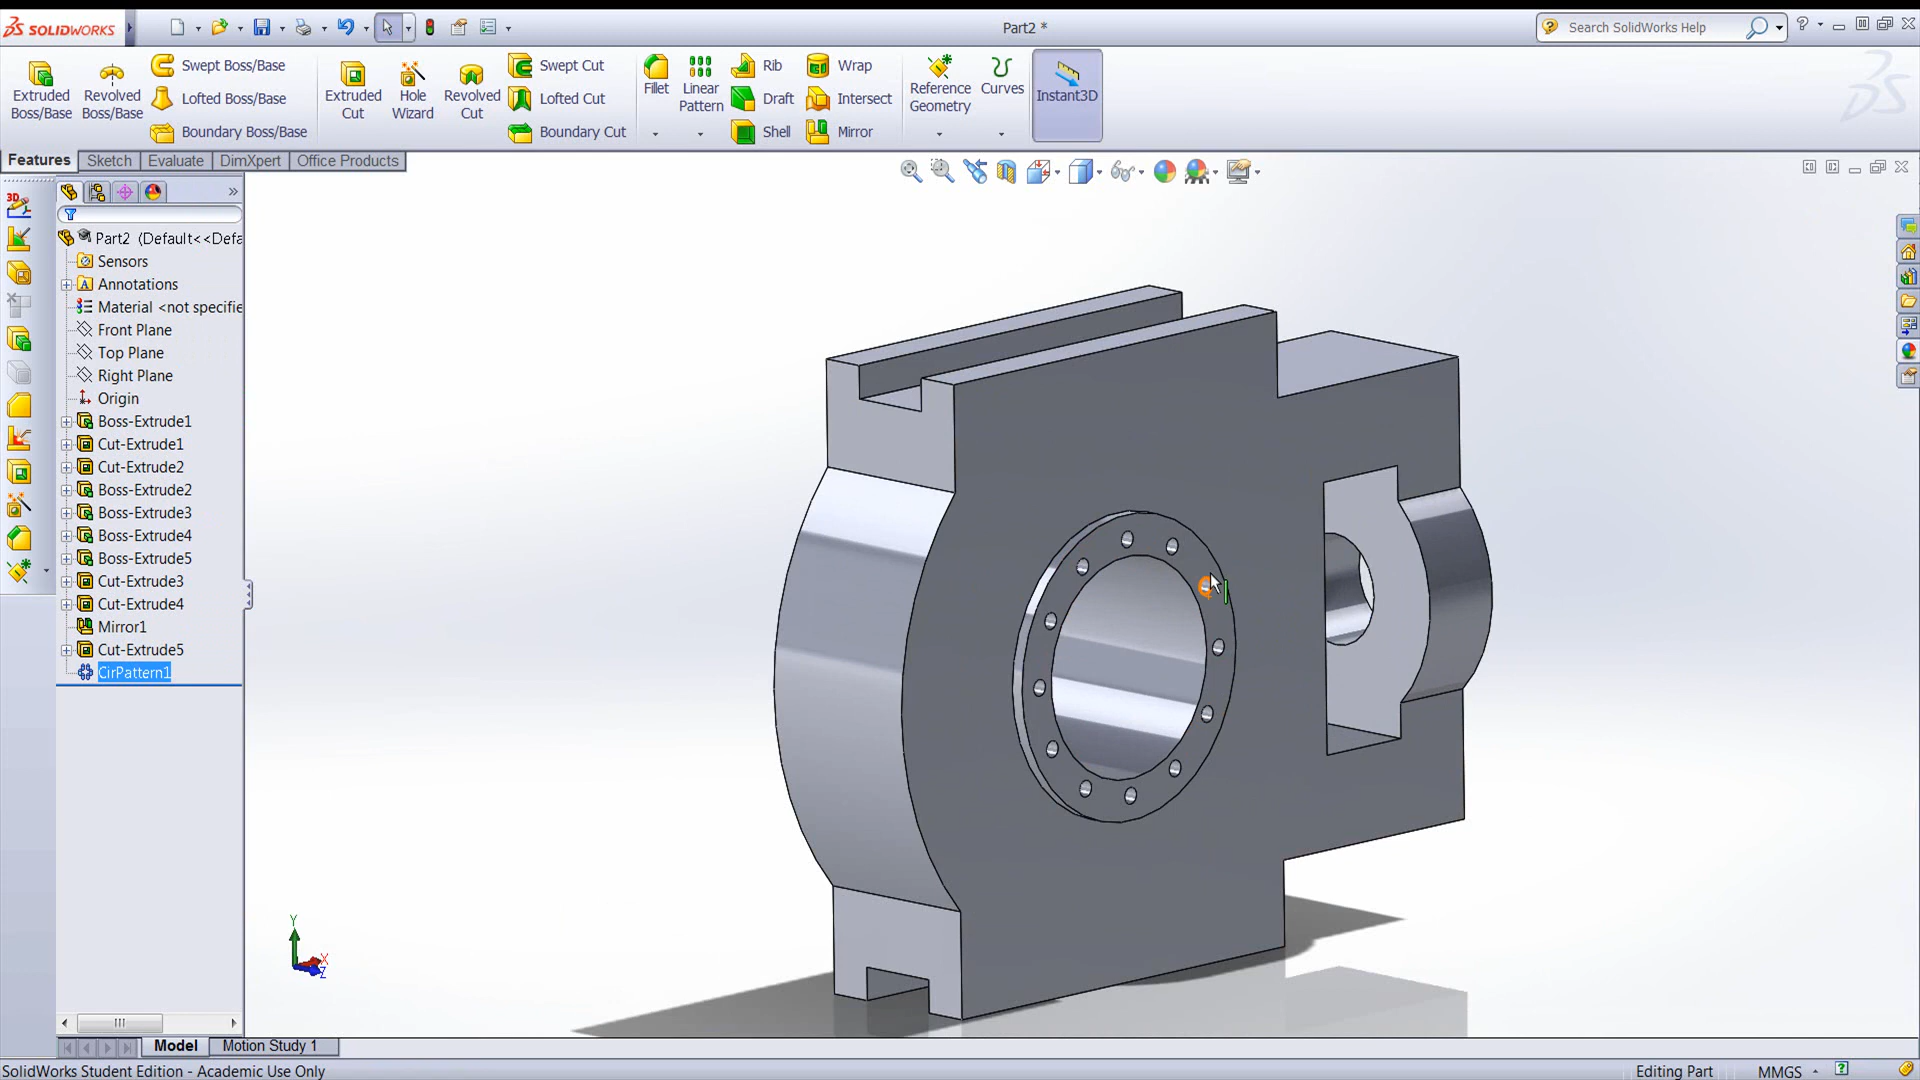 SOLIDWORKS
Part2 *
Search SolidWorks Help
Extruded Boss/Base
Revolved Boss/Base
Swept Boss/Base
Lofted Boss/Base
Boundary Boss/Base
Extruded Cut
Hole Wizard
Revolved Cut
Swept Cut
Lofted Cut
Boundary Cut
Fillet
Linear Pattern
Rib
Draft
Shell
Wrap
Intersect
Mirror
Reference Geometry
Curves
Instant3D
Features
Sketch
Evaluate
DimXpert
Office Products
3D
Part2 (Default<<Defa
Sensors
Annotations
Material <not specifie
Front Plane
Top Plane
Right Plane
Origin
Boss-Extrude1
Cut-Extrude1
Cut-Extrude2
Boss-Extrude2
Boss-Extrude3
Boss-Extrude4
Boss-Extrude5
Cut-Extrude3
Cut-Extrude4
Mirror1
Cut-Extrude5
CirPattern1
Y
X
Z
Model
Motion Study 1
SolidWorks Student Edition - Academic Use Only
Editing Part
MMGS